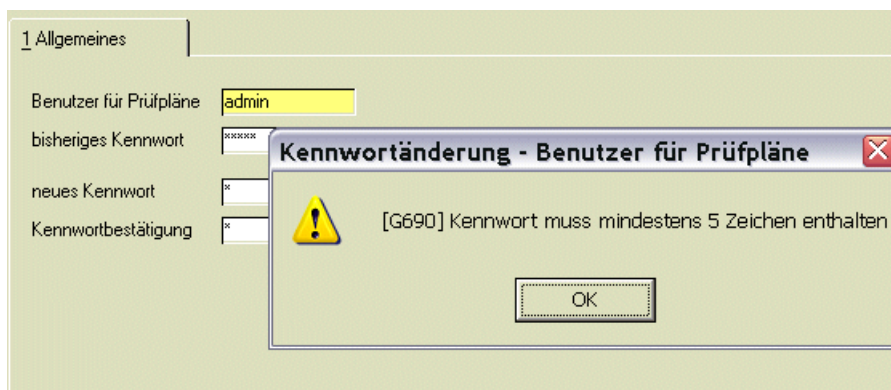 1 Allgemeines
Benutzer für Prüfpläne admin
bisheriges Kennwort *****
Kennwortänderung - Benutzer für Prüfpläne
neues Kennwort *
[G690] Kennwort muss mindestens 5 Zeichen enthalten
Kennwortbestätigung *
OK